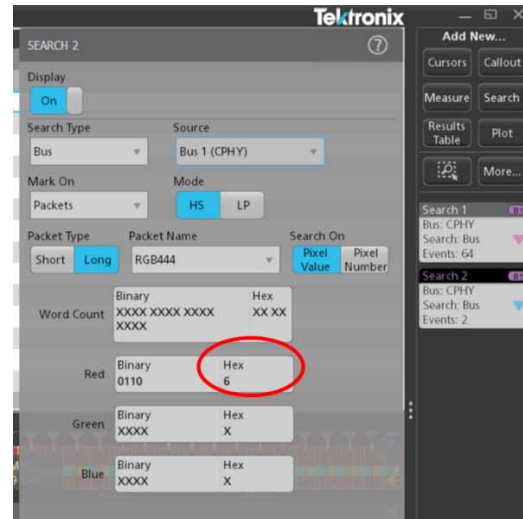 Tektronix
Add New...
SEARCH 2
?
Cursors Callout
Display
On
Measure Search
Search Type Source
Bus Bus 1 (CPHY)
Results Table Plot
Mark On Mode
Packets HS LP
More...
Packet Type Packet Name Search On
Short Long RGB444 Pixel Value Pixel Number
Search 1 B1
Bus: CPHY
Search: Bus
Events: 64
Search 2 B1
Bus: CPHY
Search: Bus
Events: 2
Word Count Binary Hex
XXXX XXXX XXXX XX XX
XXXX
Red Binary Hex
0110 6
Green Binary Hex
XXXX X
Blue Binary Hex
XXXX X